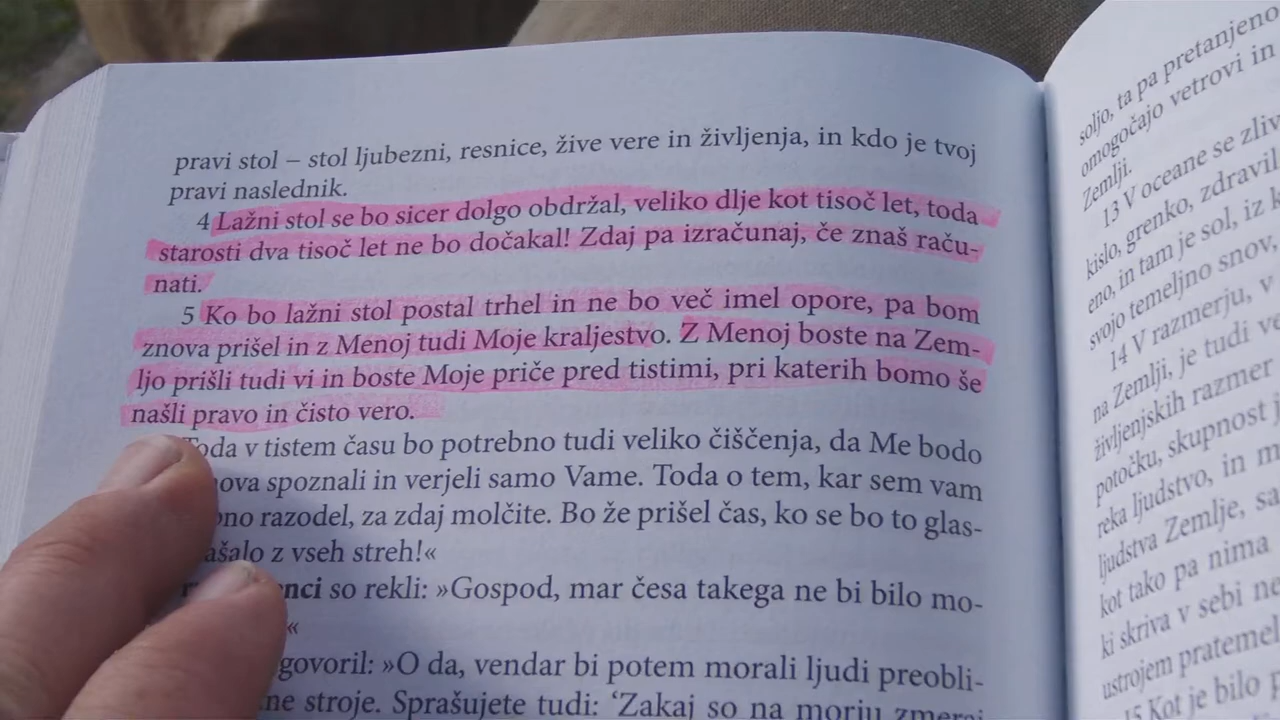 pravi stol – stol ljubezni, resnice, žive vere in življenja, in kdo je tvoj
pravi naslednik.
4 Lažni stol se bo sicer dolgo obdržal, veliko dlje kot tisoč let, toda
starosti dva tisoč let ne bo dočakal! Zdaj pa izračunaj, če znaš raču-
nati.
5 Ko bo lažni stol postal trhel in ne bo več imel opore, pa bom
znova prišel in z Menoj tudi Moje kraljestvo. Z Menoj boste na Zem-
ljo prišli tudi vi in boste Moje priče pred tistimi, pri katerih bomo še
našli pravo in čisto vero.
Toda v tistem času bo potrebno tudi veliko čiščenja, da Me bodo
nova spoznali in verjeli samo Vame. Toda o tem, kar sem vam
no razodel, za zdaj molčite. Bo že prišel čas, ko se bo to glas-
ašalo z vseh streh!«
nci so rekli: »Gospod, mar česa takega ne bi bilo mo-
«
govoril: »O da, vendar bi potem morali ljudi preobli-
ne stroje. Sprašujete tudi: ‘Zakaj so na morju zmeraj
soljo, ta pa pretanjeno
omogočajo vetrovi in
Zemlji.
13 V oceane se zliv
kislo, grenko, zdravil
eno, in tam je sol, iz k
svojo temeljno snov,
14 V razmerju, v
na Zemlji, je tudi ve
življenjskih razmer
potočku, skupnost j
reka ljudstvo, in m
ljudstva Zemlje, sa
kot tako pa nima
ki skriva v sebi ne
ustrojem pratemel
15 Kot je bilo p